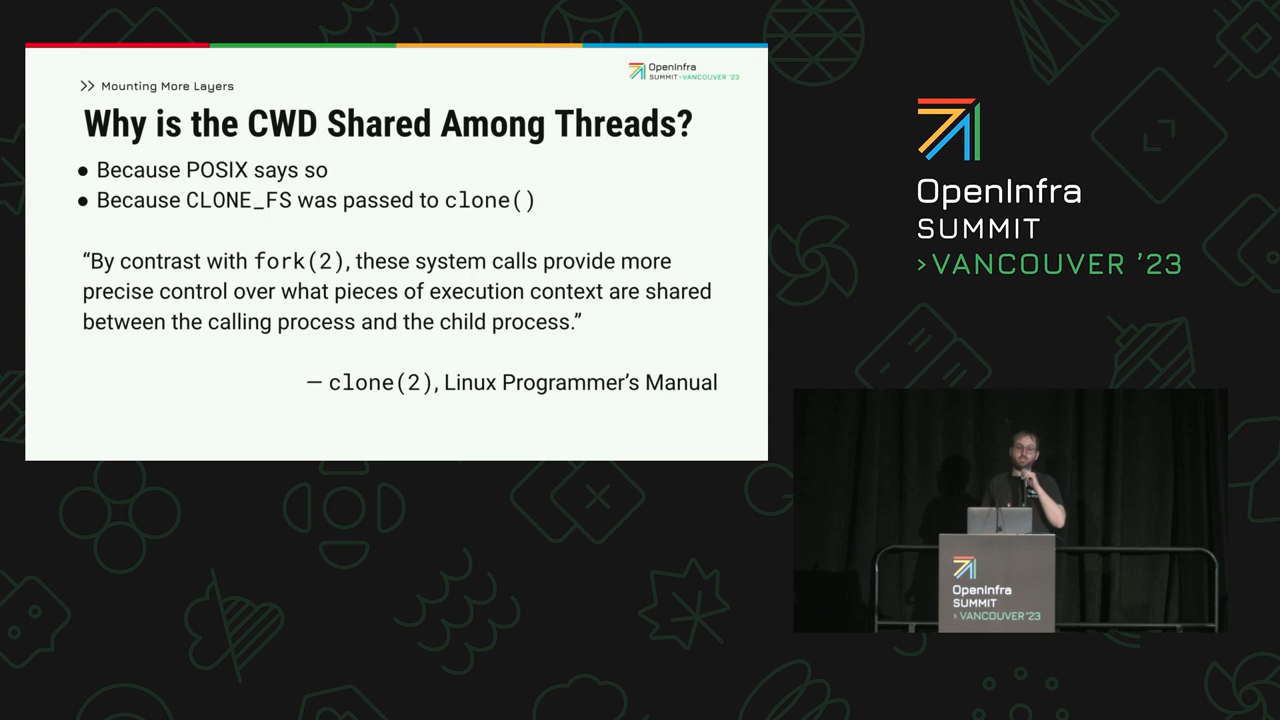 OpenInfra
SUMMIT >VANCOUVER '23
>> Mounting More Layers
Why is the CWD Shared Among Threads?
● Because POSIX says so
● Because CLONE_FS was passed to clone()
“By contrast with fork(2), these system calls provide more
precise control over what pieces of execution context are shared
between the calling process and the child process.”
— clone(2), Linux Programmer’s Manual
OpenInfra
SUMMIT
>VANCOUVER ’23
OpenInfra
SUMMIT
>VANCOUVER '23